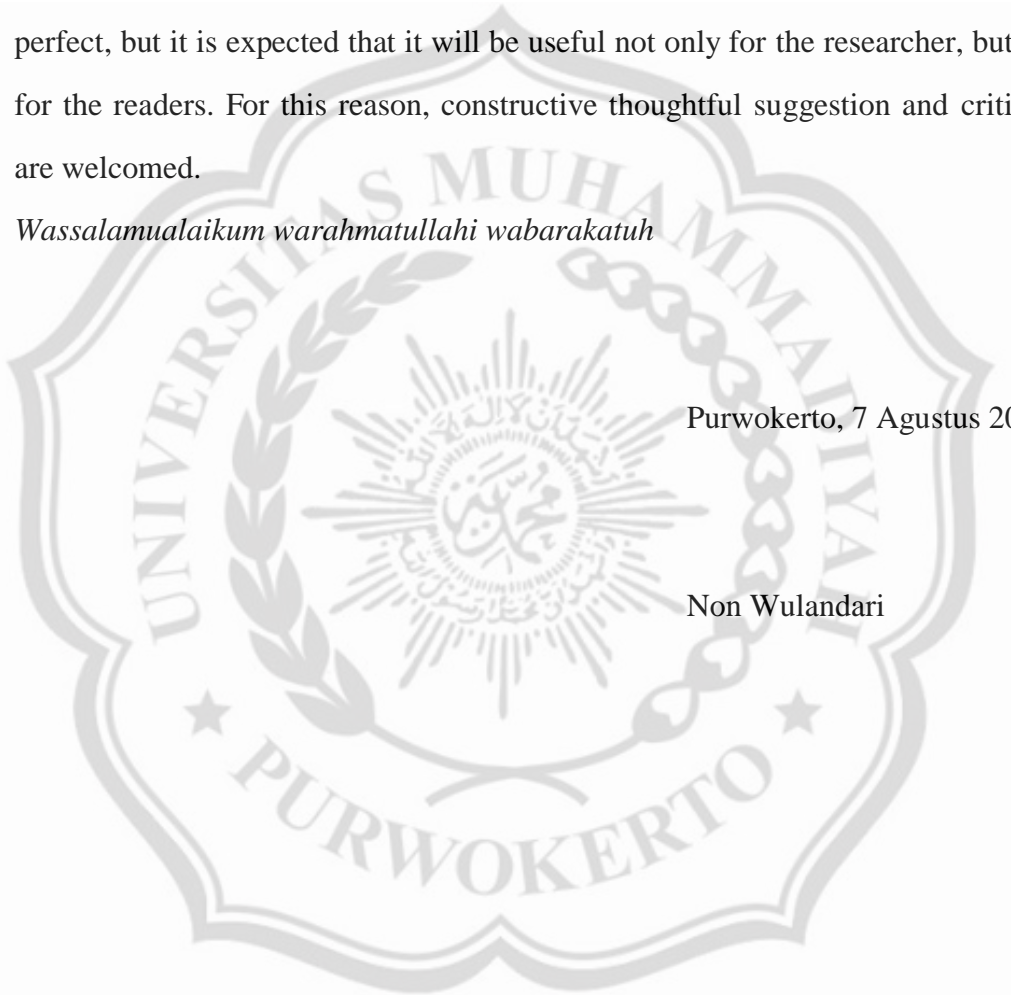 perfect, but it is expected that it will be useful not only for the researcher, but
for the readers. For this reason, constructive thoughtful suggestion and criti
are welcomed.
Wassalamualaikum warahmatullahi wabarakatuh
Purwokerto, 7 Agustus 20
Non Wulandari
UNIVERSITAS MUHAMMADIYAH
PURWOKERTO
محمد